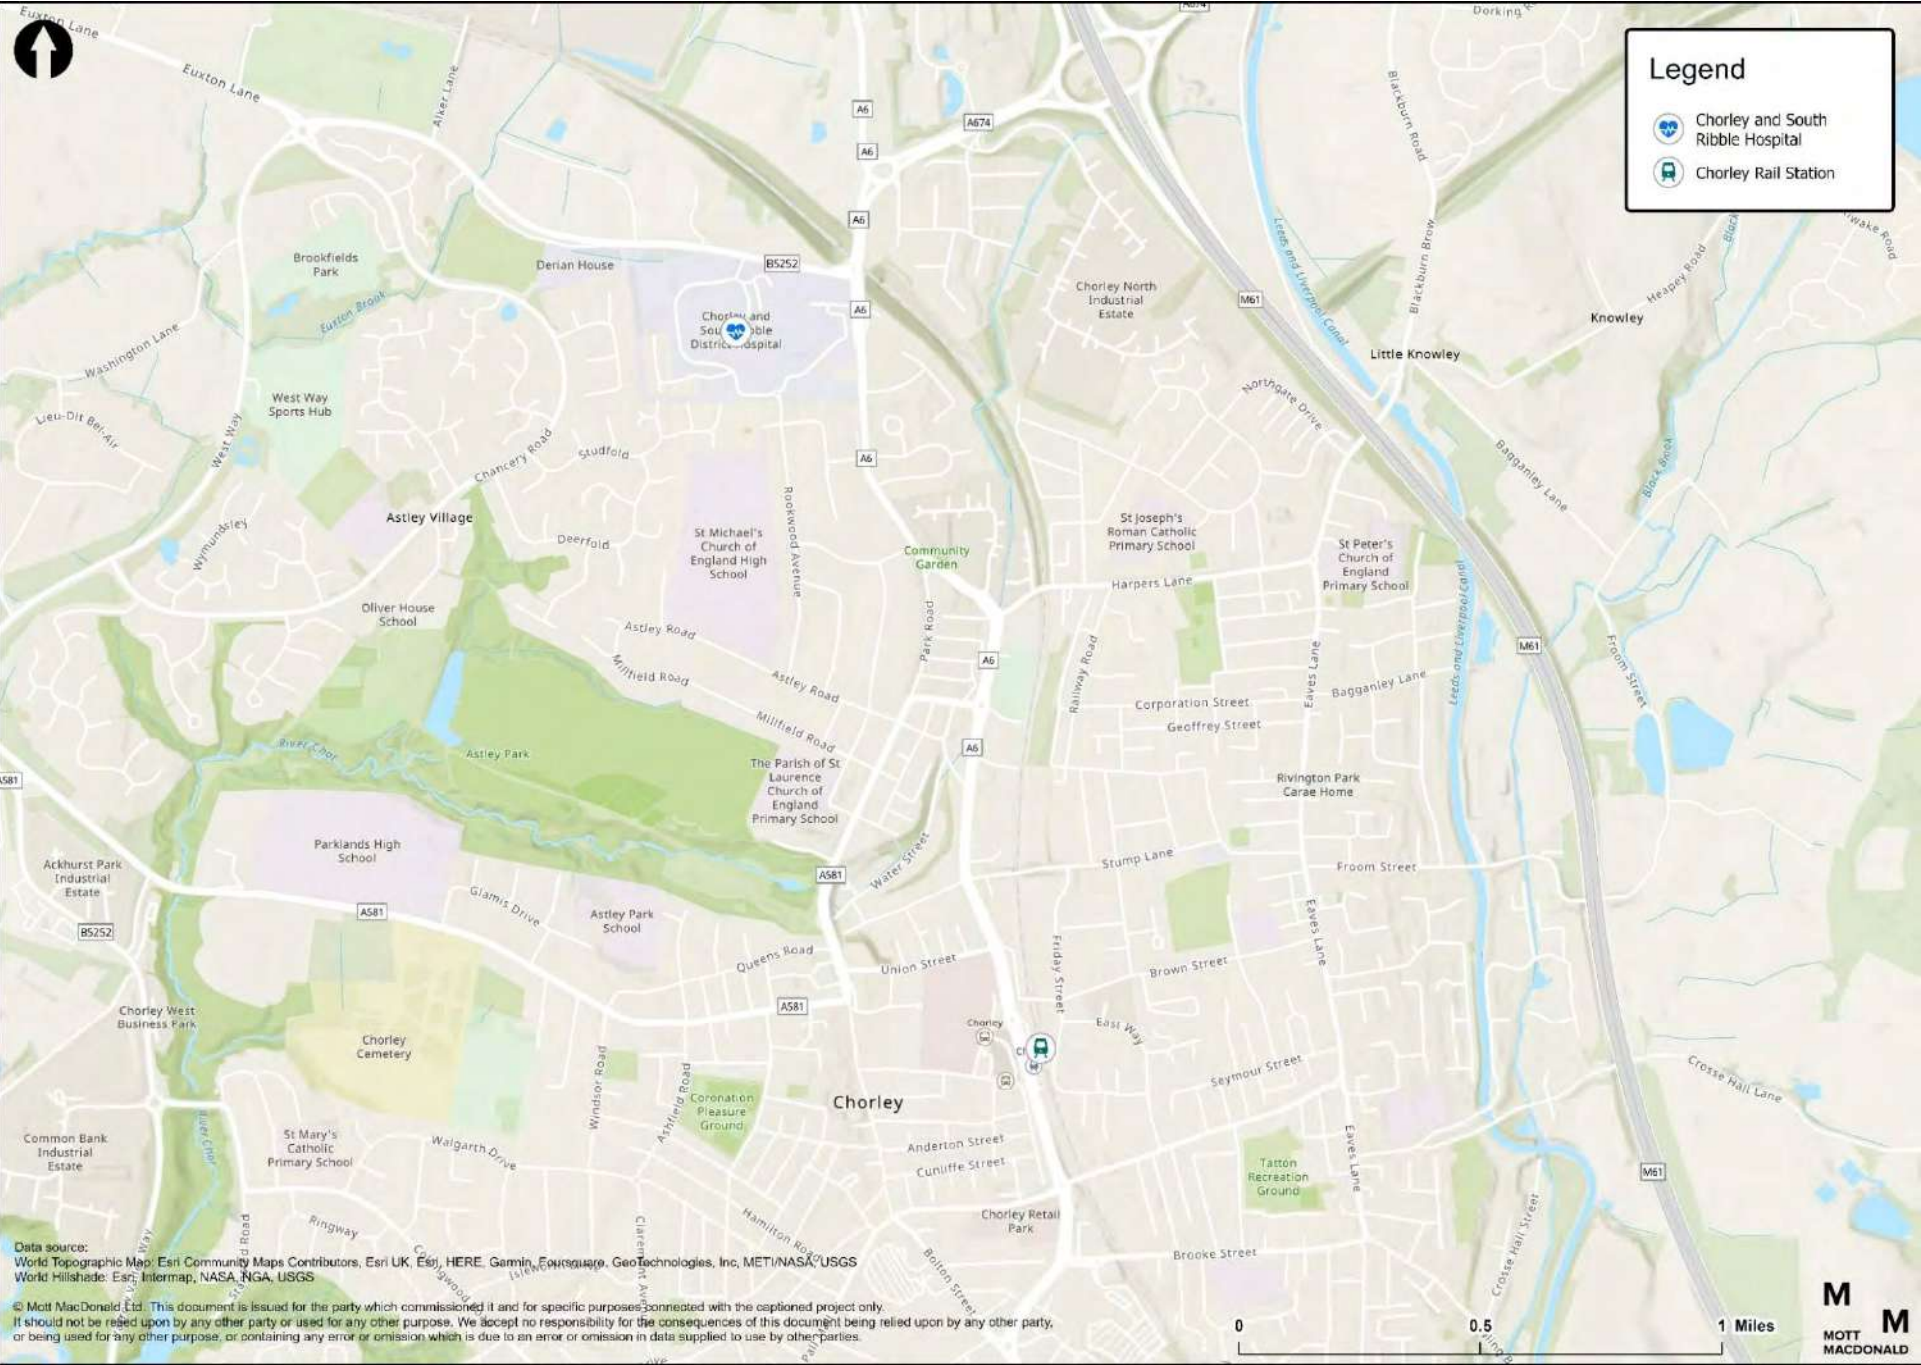 Euxton Lane
Euxton Lane
Alker Lane
A6
A6
A674
A674
Dorking
Blackburn Road
Legend
Chorley and South
Ribble Hospital
Chorley Rail Station
A6
B5252
A6
Brookfields
Park
Derian House
Euxton Brook
Chorley and
District Hospital
Chorley North
Industrial
Estate
M61
Leeds and Liverpool Canal
Blackburn Brow
Little Knowley
Knowley
Heapey Road
Washington Lane
Lieu-Dit Bel-Air
West Way
Sports Hub
West Way
Chancery Road
Studfold
A6
Northgate Drive
Bagganley Lane
Black Brook
Astley Village
Wymundsley
Deerfold
St Michael's
Church of
England High
School
Rookwood Avenue
Community
Garden
St Joseph's
Roman Catholic
Primary School
St Peter's
Church of
England
Primary School
Harpers Lane
Oliver House
School
Astley Road
Millfield Road
Park Road
A6
Railway Road
Eaves Lane
Bagganley Lane
Leeds and Liverpool Canal
M61
Froom Street
Astley Road
Millfield Road
Corporation Street
Geoffrey Street
A6
River Chor
Astley Park
The Parish of St
Laurence
Church of
England
Primary School
Rivington Park
Carae Home
A581
Parklands High
School
Ackhurst Park
Industrial
Estate
B5252
A581
Glamis Drive
Astley Park
School
A581
Water Street
Stump Lane
Froom Street
Queens Road
Union Street
Friday Street
Brown Street
Eaves Lane
A581
Chorley West
Business Park
Chorley
Cemetery
Chorley
East Way
Seymour Street
Crosse Hall Lane
Windsor Road
Ashfield Road
Coronation
Pleasure
Ground
Chorley
River Chor
Common Bank
Industrial
Estate
St Mary's
Catholic
Primary School
Walgarth Drive
Anderton Street
Cunliffe Street
Tatton
Recreation
Ground
Eaves Lane
M61
Ringway
Hamilton Road
Chorley Retail
Park
Bolton Street
Brooke Street
Crosse Hall Street
Data source:
World Topographic Map: Esri Community Maps Contributors, Esri UK, Esri, HERE, Garmin, Foursquare, GeoTechnologies, Inc, METI/NASA, USGS
World Hillshade: Esri, Intermap, NASA, NGA, USGS
© Mott MacDonald Ltd. This document is issued for the party which commissioned it and for specific purposes connected with the captioned project only.
It should not be relied upon by any other party or used for any other purpose. We accept no responsibility for the consequences of this document being relied upon by any other party,
or being used for any other purpose, or containing any error or omission which is due to an error or omission in data supplied to use by other parties.
0 0.5 1 Miles
M M
MOTT
MACDONALD